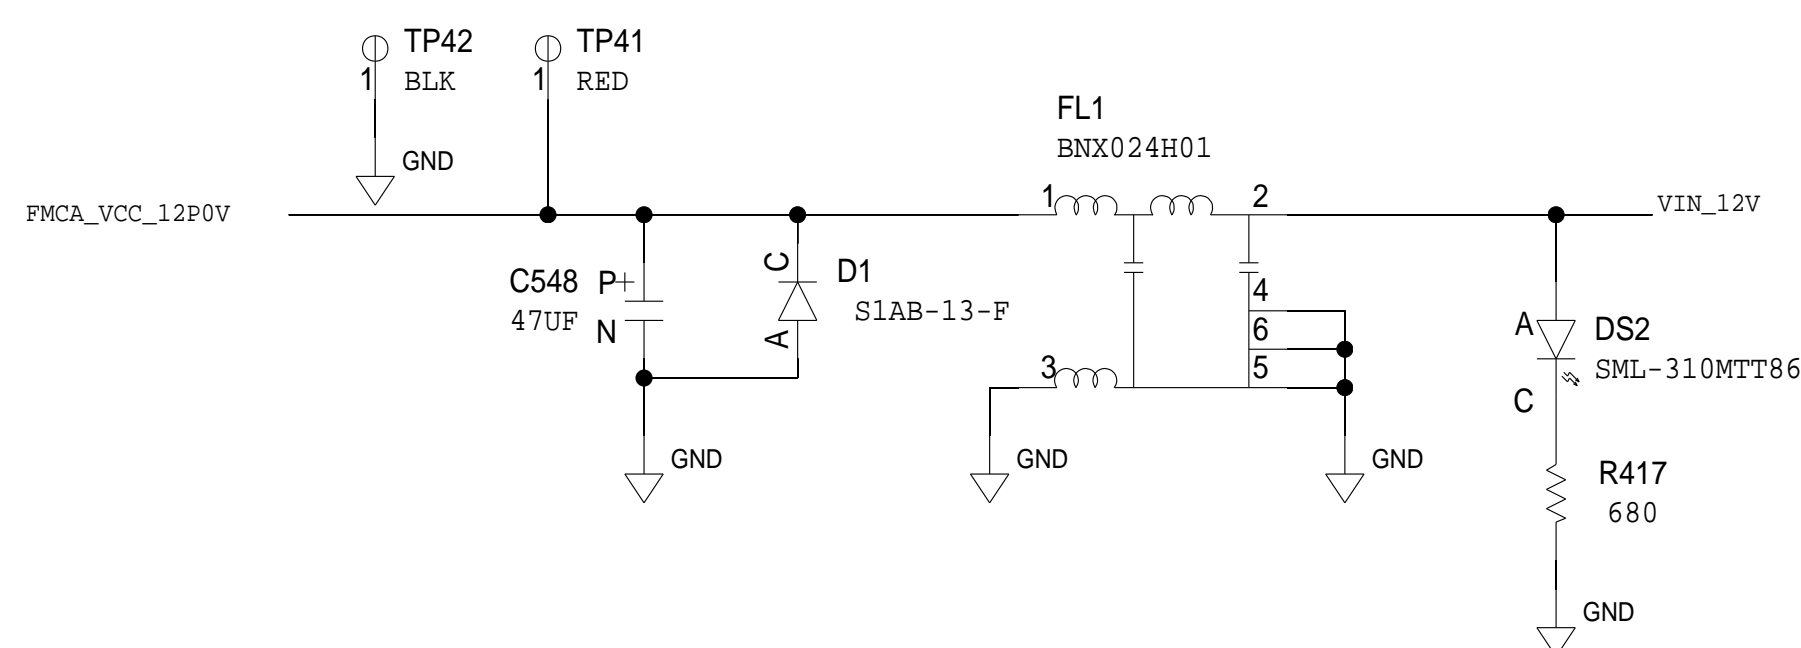 TP42
1
BLK
TP41
1
RED
GND
FMCA_VCC_12P0V
FL1
BNX024H01
1
2
VIN_12V
C548
P+
47UF
N
C
D1
S1AB-13-F
A
4
6
5
3
A
DS2
SML-310MTT86
C
GND
GND
GND
R417
680
GND